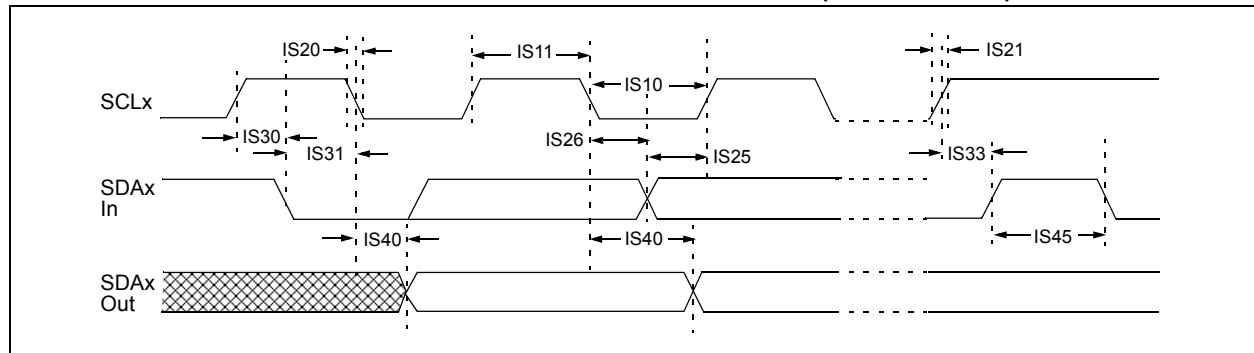 IS20
IS11
IS21
SCLx
IS10
IS30
IS26
IS31
IS25
IS33
SDAx
In
IS40
IS40
IS45
SDAx
Out